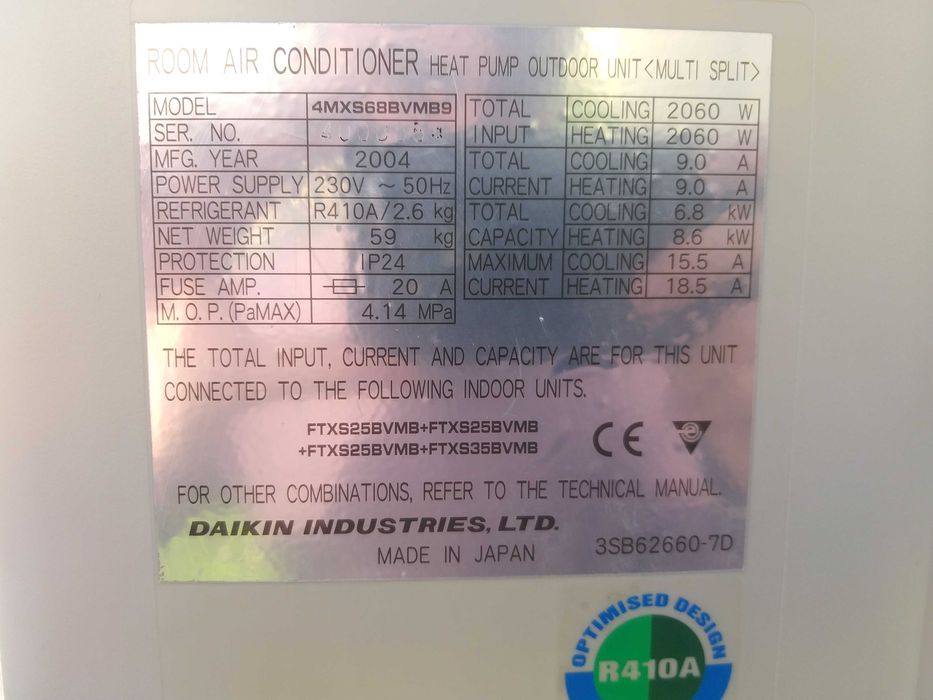 ROOM AIR CONDITIONER HEAT PUMP OUTDOOR UNIT<MULTI SPLIT>
MODEL 4MXS68BVMB9 TOTAL COOLING 2060 W
SER. NO. INPUT HEATING 2060 W
MFG. YEAR 2004 TOTAL COOLING 9.0 A
POWER SUPPLY 230V ~ 50Hz CURRENT HEATING 9.0 A
REFRIGERANT R410A/2.6 kg TOTAL COOLING 6.8 kW
NET WEIGHT 59 kg CAPACITY HEATING 8.6 kW
PROTECTION IP24 MAXIMUM COOLING 15.5 A
FUSE AMP. 20 A CURRENT HEATING 18.5 A
M.O.P.(PaMAX) 4.14 MPa
THE TOTAL INPUT, CURRENT AND CAPACITY ARE FOR THIS UNIT
CONNECTED TO THE FOLLOWING INDOOR UNITS.
FTXS25BVMB+FTXS25BVMB
+FTXS25BVMB+FTXS35BVMB
CE
FOR OTHER COMBINATIONS, REFER TO THE TECHNICAL MANUAL.
DAIKIN INDUSTRIES, LTD.
MADE IN JAPAN 3SB62660-7D
OPTIMISED DESIGN
R410A